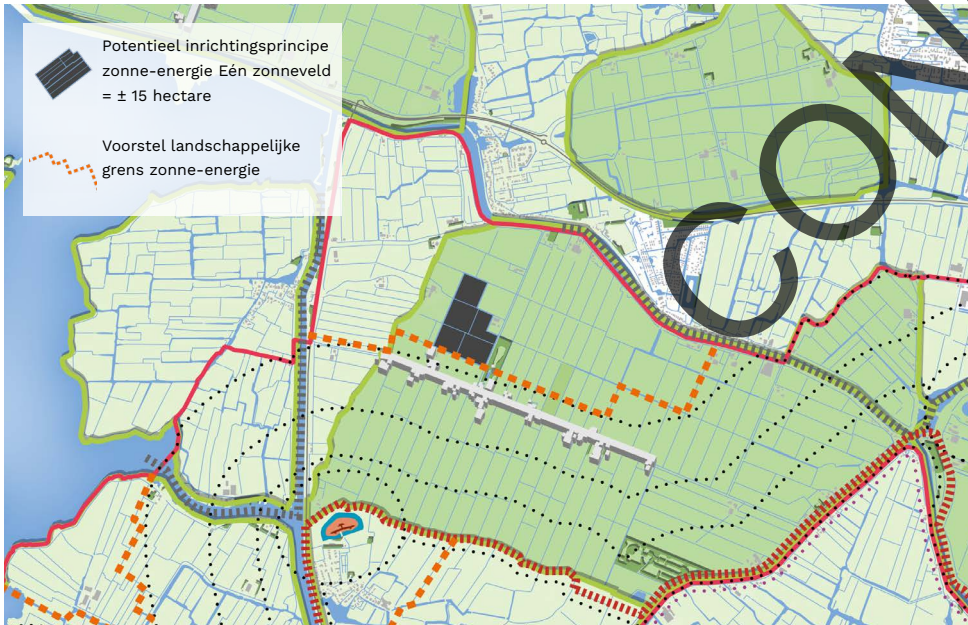 Potentieel inrichtingsprincipe
zonne-energie Eén zonneveld
= ± 15 hectare
Voorstel landschappelijke
grens zonne-energie